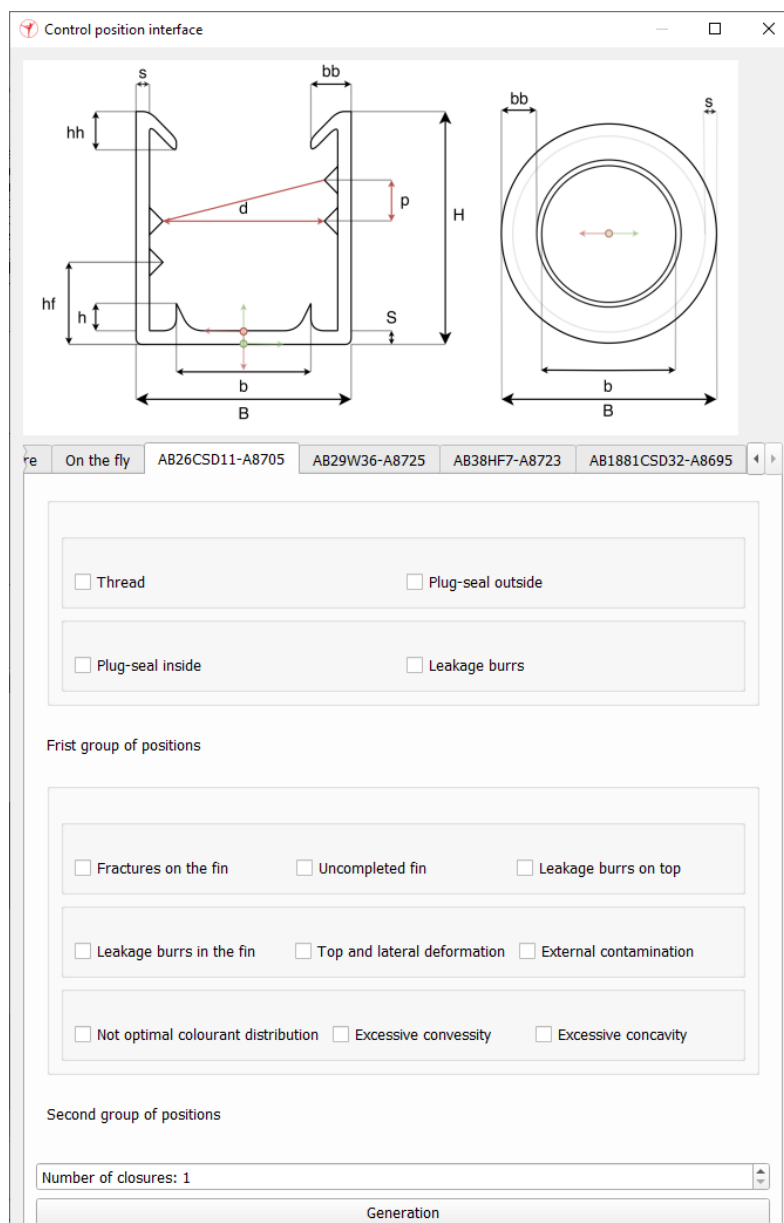 Control position interface
s
bb
hh
d
p
H
hf
h
S
b
B
bb
s
b
B
re
On the fly
AB26CSD11-A8705
AB29W36-A8725
AB38HF7-A8723
AB1881CSD32-A8695
Thread
Plug-seal outside
Plug-seal inside
Leakage burrs
Frist group of positions
Fractures on the fin
Uncompleted fin
Leakage burrs on top
Leakage burrs in the fin
Top and lateral deformation
External contamination
Not optimal colourant distribution
Excessive convessity
Excessive concavity
Second group of positions
Number of closures: 1
Generation